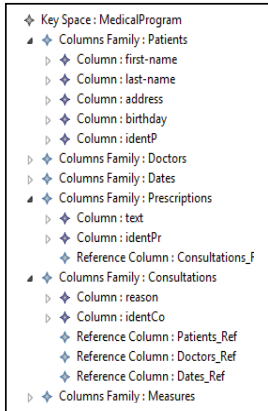 Key Space : MedicalProgram
Columns Family : Patients
Column : first-name
Column : last-name
Column : address
Column : birthday
Column : identP
Columns Family : Doctors
Columns Family : Dates
Columns Family : Prescriptions
Column : text
Column : identPr
Reference Column : Consultations_F
Columns Family : Consultations
Column : reason
Column : identCo
Reference Column : Patients_Ref
Reference Column : Doctors_Ref
Reference Column : Dates_Ref
Columns Family : Measures